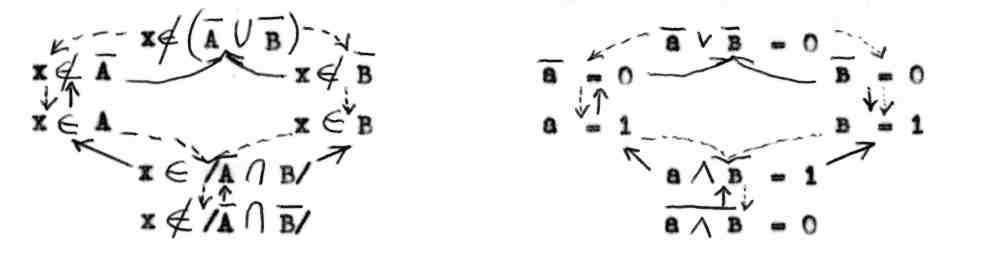 x∉(A̅ ∪ B̅) a̅ ∨ B̅ = 0
x ∉ A̅ x ∉ B̅ a̅ = 0 B̅ = 0
x ∈ A x ∈ B a = 1 B = 1
x ∈ /A ∩ B/ a ∧ B = 1
x ∉ /A̅ ∩ B̅/ a̅ ̅∧̅ ̅B̅ = 0